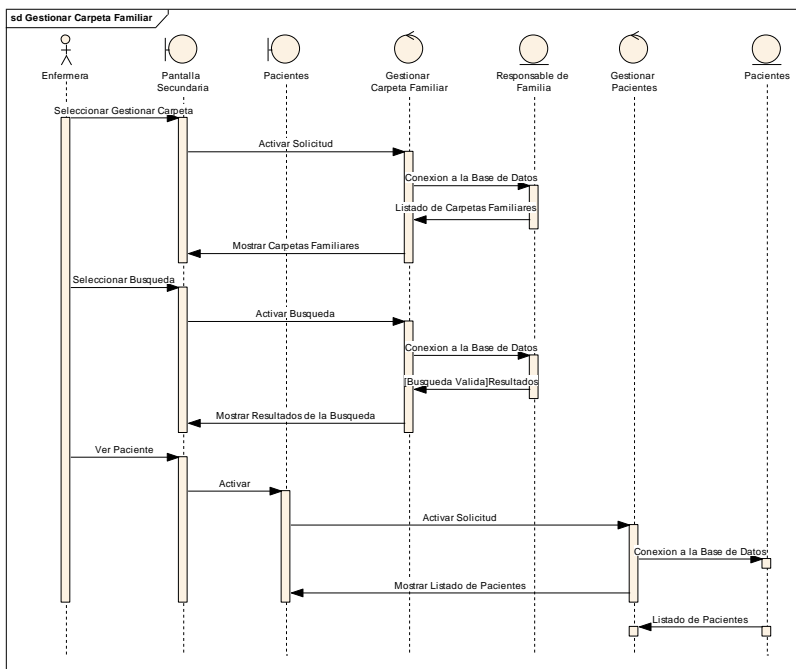 sd Gestionar Carpeta Familiar
Enfermera
Pantalla
Secundaria
Pacientes
Gestionar
Carpeta Familiar
Responsable de
Familia
Gestionar
Pacientes
Pacientes
Seleccionar Gestionar Carpeta
Activar Solicitud
Conexion a la Base de Datos
Listado de Carpetas Familiares
Mostrar Carpetas Familiares
Seleccionar Busqueda
Activar Busqueda
Conexion a la Base de Datos
[Busqueda Valida]Resultados
Mostrar Resultados de la Busqueda
Ver Paciente
Activar
Activar Solicitud
Conexion a la Base de Datos
Mostrar Listado de Pacientes
Listado de Pacientes